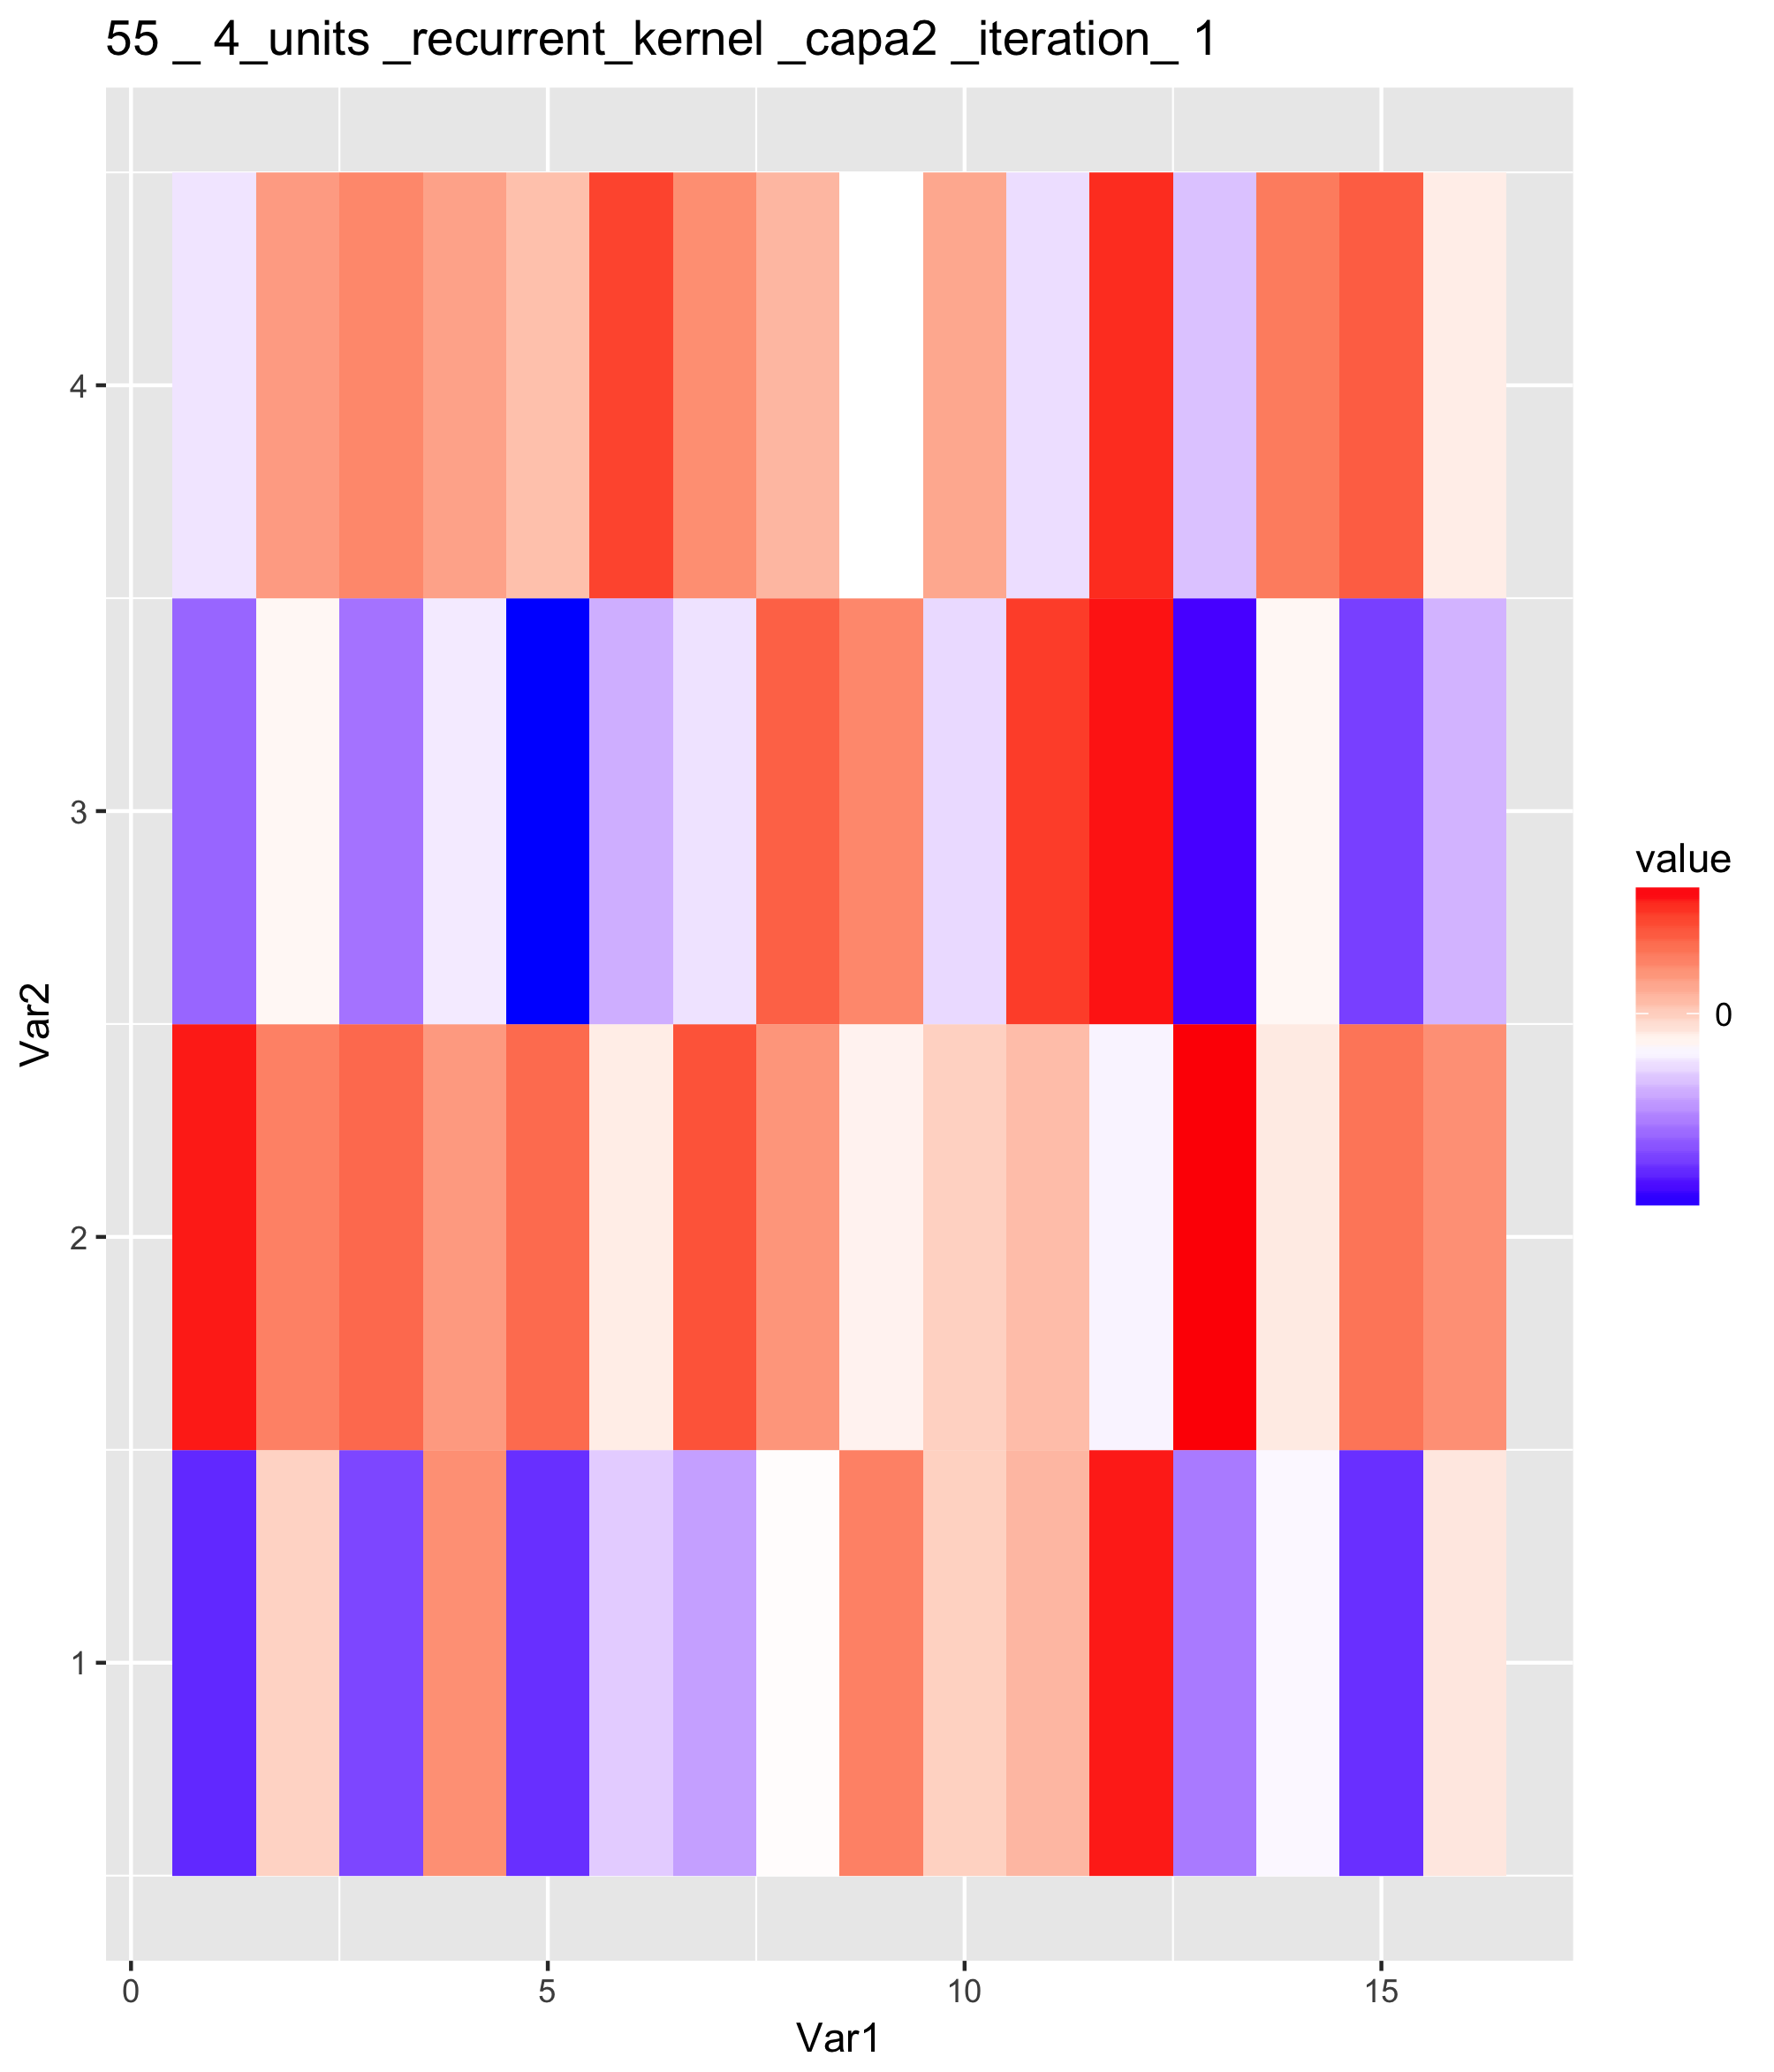 55 _ 4_units _recurrent_kernel _capa2 _iteration_ 1
4
3
2
1
Var2
0
5
10
15
Var1
value
0